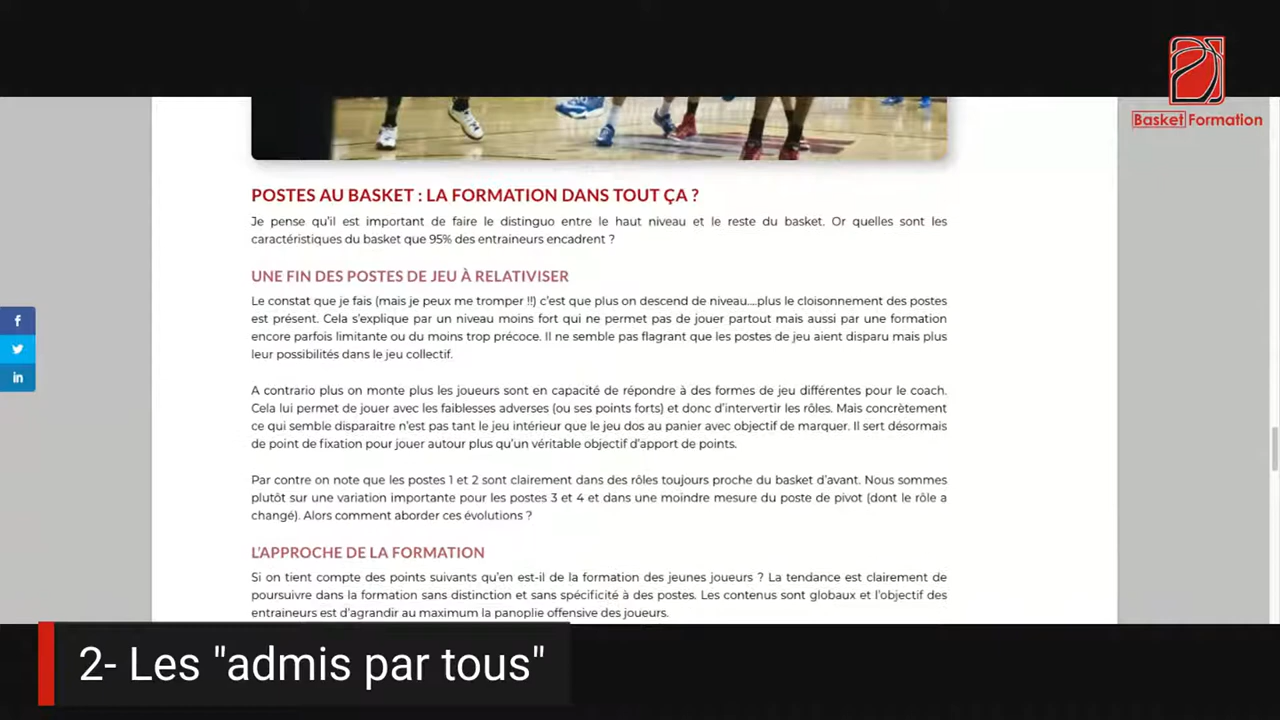 Basket Formation
POSTES AU BASKET : LA FORMATION DANS TOUT ÇA ?
Je pense qu'il est important de faire le distinguo entre le haut niveau et le reste du basket. Or quelles sont les
caractéristiques du basket que 95% des entraineurs encadrent ?
UNE FIN DES POSTES DE JEU À RELATIVISER
Le constat que je fais (mais je peux me tromper !!) c'est que plus on descend de niveau....plus le cloisonnement des postes
est présent. Cela s'explique par un niveau moins fort qui ne permet pas de jouer partout mais aussi par une formation
encore parfois limitante ou du moins trop précoce. Il ne semble pas flagrant que les postes de jeu aient disparu mais plus
leur possibilités dans le jeu collectif.
A contrario plus on monte plus les joueurs sont en capacité de répondre à des formes de jeu différentes pour le coach.
Cela lui permet de jouer avec les faiblesses adverses (ou ses points forts) et donc d'intervertir les rôles. Mais concrètement
ce qui semble disparaitre n'est pas tant le jeu intérieur que le jeu dos au panier avec objectif de marquer. Il sert désormais
de point de fixation pour jouer autour plus qu'un véritable objectif d'apport de points.
Par contre on note que les postes 1 et 2 sont clairement dans des rôles toujours proche du basket d'avant. Nous sommes
plutôt sur une variation importante pour les postes 3 et 4 et dans une moindre mesure du poste de pivot (dont le rôle a
changé). Alors comment aborder ces évolutions ?
L'APPROCHE DE LA FORMATION
Si on tient compte des points suivants qu'en est-il de la formation des jeunes joueurs ? La tendance est clairement de
poursuivre dans la formation sans distinction et sans spécificité à des postes. Les contenus sont globaux et l'objectif des
entraineurs est d'agrandir au maximum la panoplie offensive des joueurs.
2- Les "admis par tous"